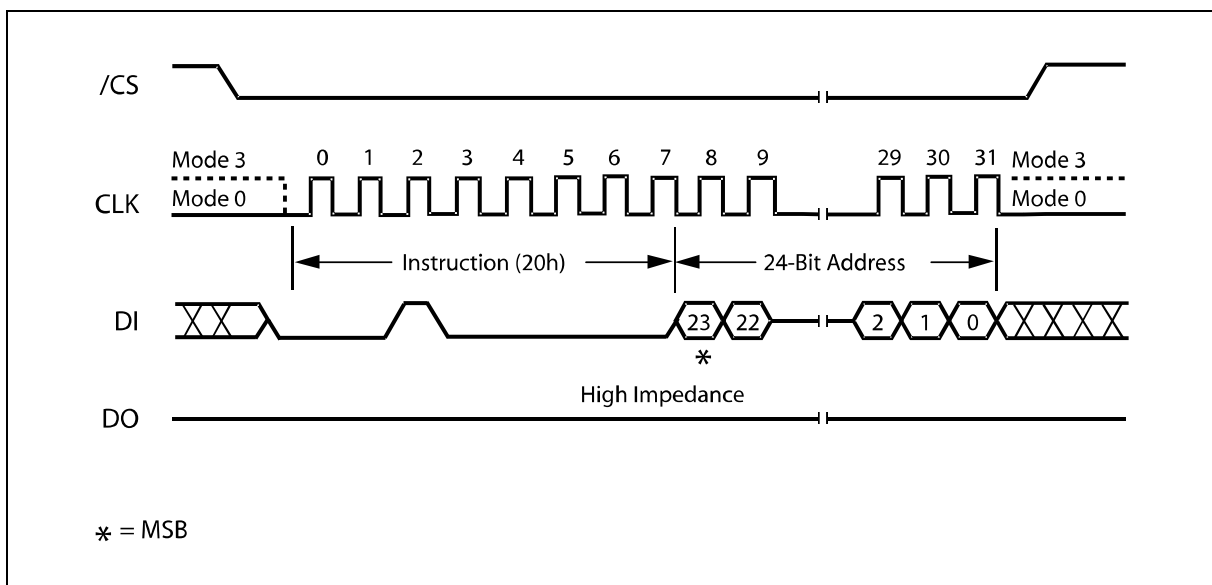 /CS
Mode 3 0 1 2 3 4 5 6 7 8 9 29 30 31 Mode 3
CLK Mode 0 Mode 0
Instruction (20h) 24-Bit Address
DI 23 22 2 1 0
*
High Impedance
DO
* = MSB